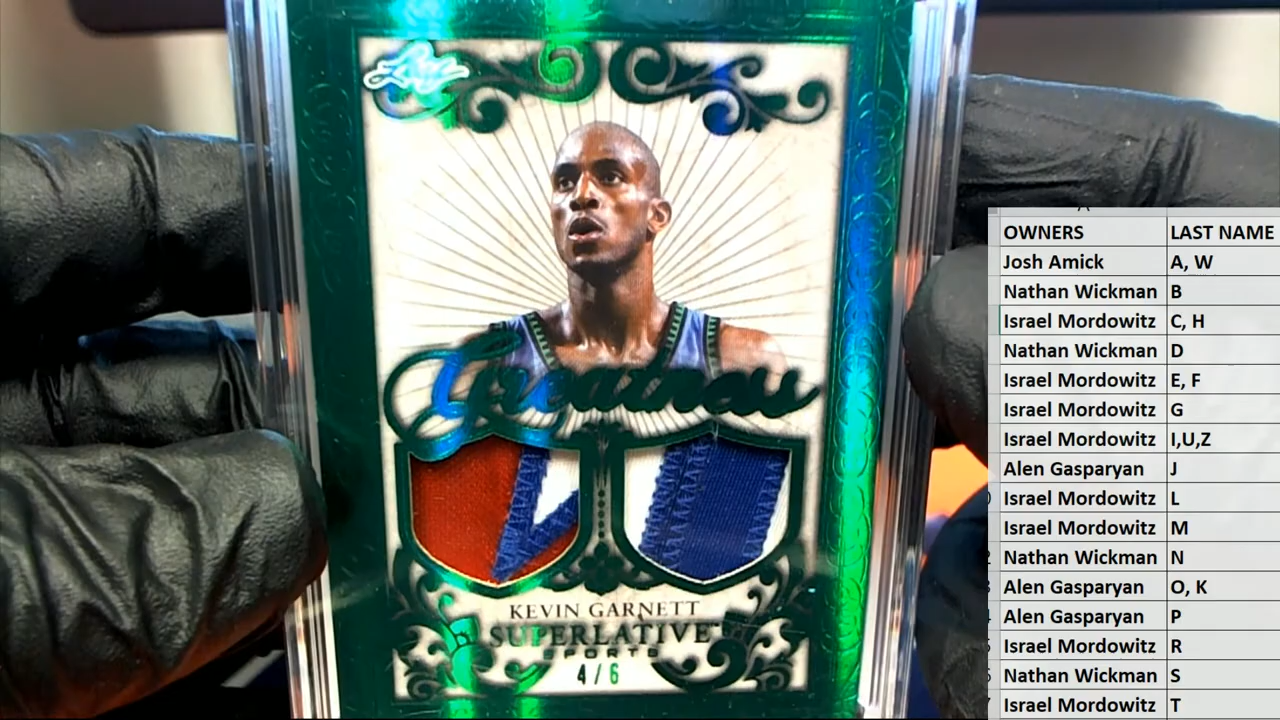 Leaf
Greatness
KEVIN GARNETT
SUPERLATIVE
SPORTS
4/6
OWNERS LAST NAME
Josh Amick A, W
Nathan Wickman B
Israel Mordowitz C, H
Nathan Wickman D
Israel Mordowitz E, F
Israel Mordowitz G
Israel Mordowitz I,U,Z
Alen Gasparyan J
Israel Mordowitz L
Israel Mordowitz M
Nathan Wickman N
Alen Gasparyan O, K
Alen Gasparyan P
Israel Mordowitz R
Nathan Wickman S
Israel Mordowitz T